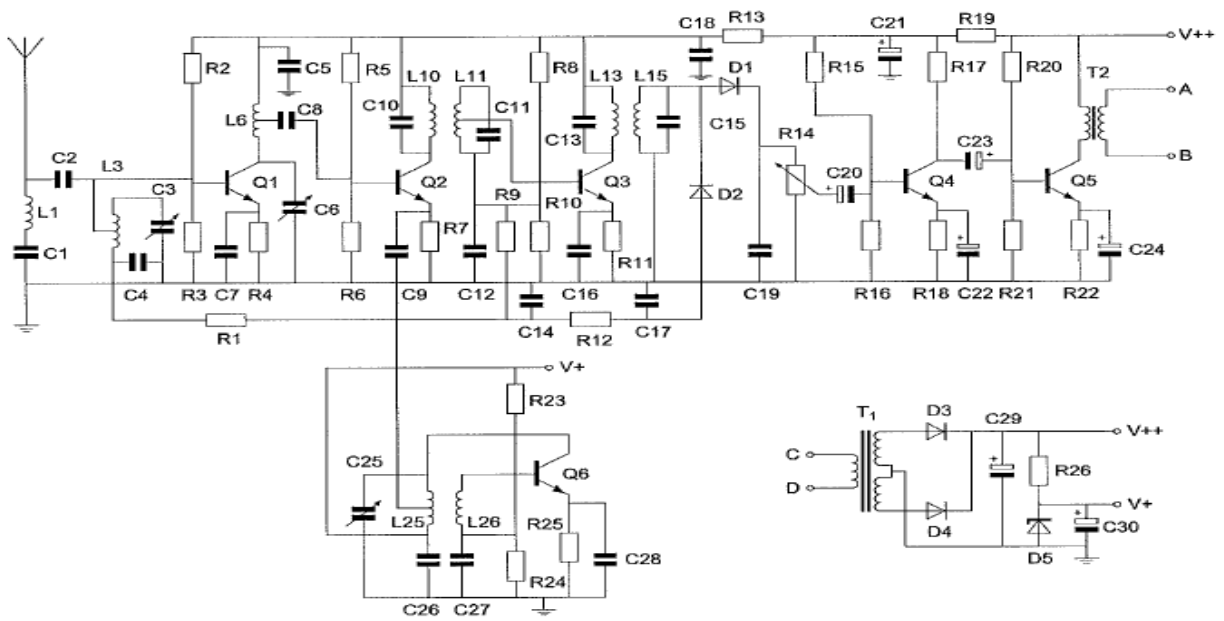 C18
R13
C21
R19
V++
R2
C5
R5
L10
L11
R8
L13
L15
D1
R15
R17
R20
T2
C8
C10
C11
C13
C15
A
L6
R14
C23
B
C2
L3
C3
Q1
C6
Q2
R9
Q3
D2
C20
Q4
Q5
L1
R7
R10
C1
R11
C24
C4
R3
C7
R4
R6
C9
C12
C16
C19
R16
R18
C22
R21
R22
R1
C14
R12
C17
V+
R23
T1
D3
C29
V++
C25
Q6
C
R26
D
V+
L25
L26
R25
D4
C30
C28
D5
R24
C26
C27